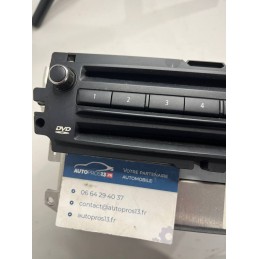 1 2 3 4
DVD
AUTOPROS13.FR
VOTRE PARTENAIRE
AUTOMOBILE
06 64 29 40 37
contact@autopros13.fr
autopros13.fr